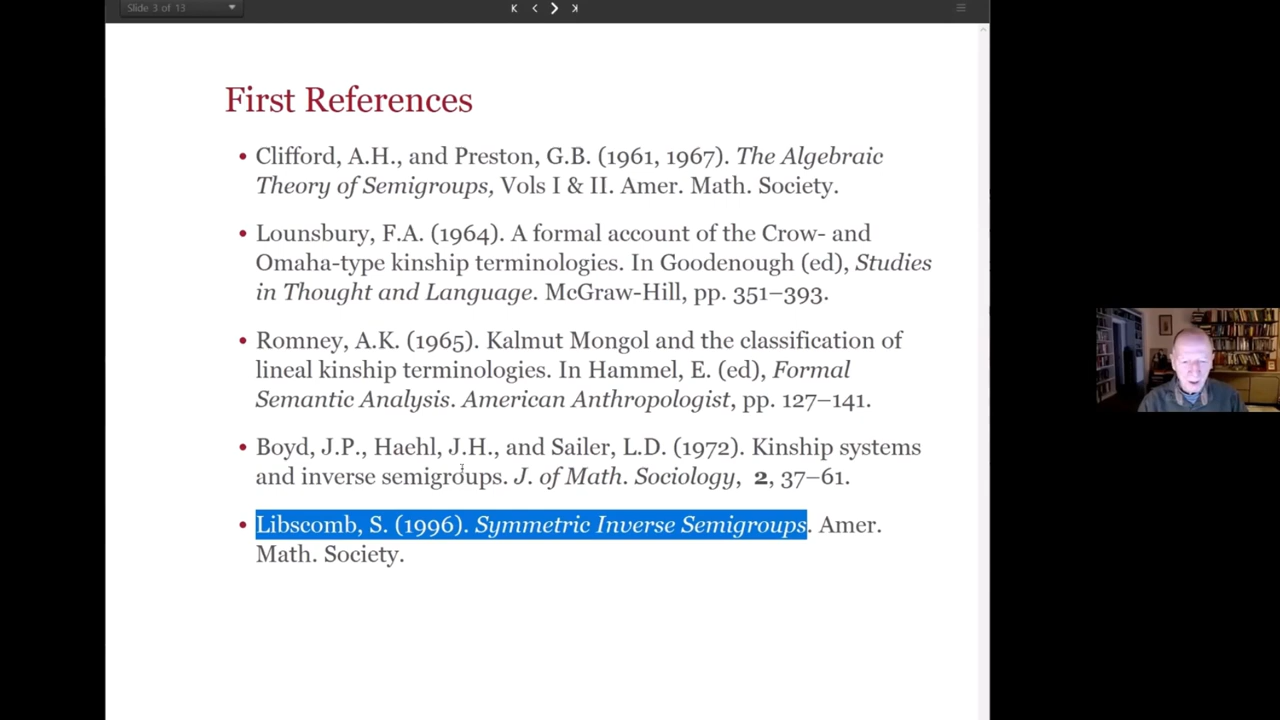 Slide 3 of 13
First References
• Clifford, A.H., and Preston, G.B. (1961, 1967). The Algebraic
Theory of Semigroups, Vols I & II. Amer. Math. Society.
• Lounsbury, F.A. (1964). A formal account of the Crow- and
Omaha-type kinship terminologies. In Goodenough (ed), Studies
in Thought and Language. McGraw-Hill, pp. 351–393.
• Romney, A.K. (1965). Kalmut Mongol and the classification of
lineal kinship terminologies. In Hammel, E. (ed), Formal
Semantic Analysis. American Anthropologist, pp. 127–141.
• Boyd, J.P., Haehl, J.H., and Sailer, L.D. (1972). Kinship systems
and inverse semigroups. J. of Math. Sociology, 2, 37–61.
• Libscomb, S. (1996). Symmetric Inverse Semigroups. Amer.
Math. Society.